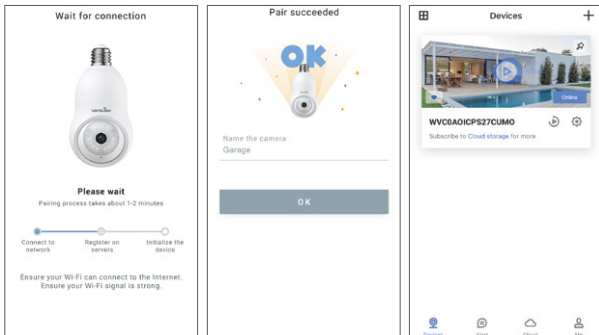 Wait for connection
Please wait
Pairing process takes about 1-2 minutes
Connect to
network
Register on
servers
Initialize the
device
Ensure your Wi-Fi can connect to the Internet.
Ensure your Wi-Fi signal is strong.
Pair succeeded
OK
Name the camera
Garage
OK
Devices
Online
WVC0AOICPS27CUMO
Subscribe to Cloud storage for more
Devices
Cloud
Me